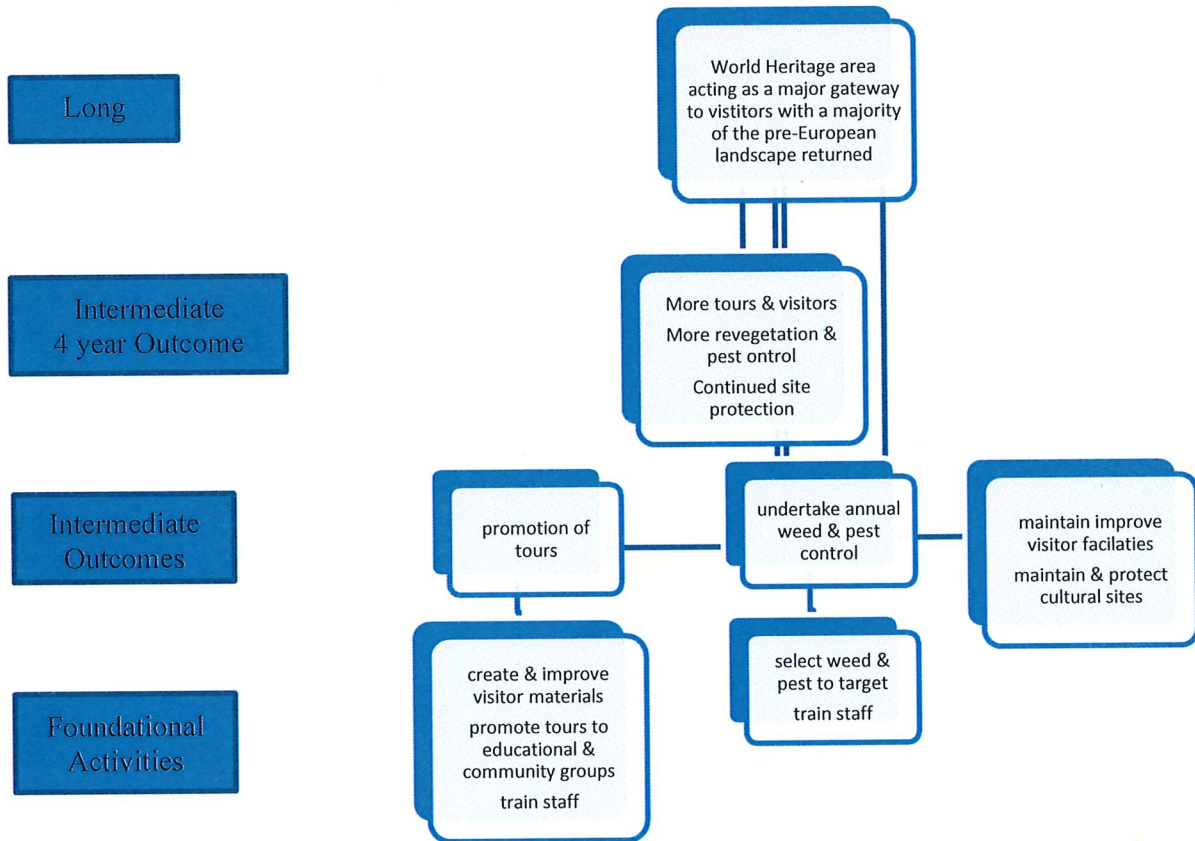 Long
World Heritage area
acting as a major gateway
to vistitors with a majority
of the pre-European
landscape returned
Intermediate
4 year Outcome
More tours & visitors
More revegetation &
pest ontrol
Continued site
protection
Intermediate
Outcomes
promotion of
tours
undertake annual
weed & pest
control
maintain improve
visitor facilaties
maintain & protect
cultural sites
Foundational
Activities
create & improve
visitor materials
promote tours to
educational &
community groups
train staff
select weed &
pest to target
train staff